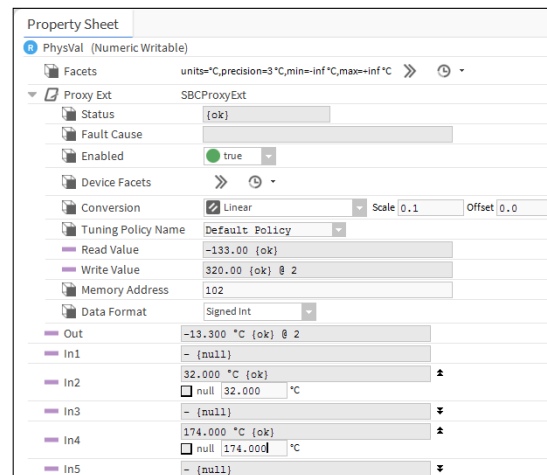 Property Sheet
R PhysVal (Numeric Writable)
Facets units=°C,precision=3 °C,min=-inf °C,max=+inf °C
Proxy Ext SBCProxyExt
Status {ok}
Fault Cause
Enabled true
Device Facets
Conversion Linear Scale 0.1 Offset 0.0
Tuning Policy Name Default Policy
Read Value -133.00 {ok}
Write Value 320.00 {ok} @ 2
Memory Address 102
Data Format Signed Int
Out -13.300 °C {ok} @ 2
In1 - {null}
In2 32.000 °C {ok}
null 32.000 °C
In3 - {null}
In4 174.000 °C {ok}
null 174.000 °C
In5 - {null}